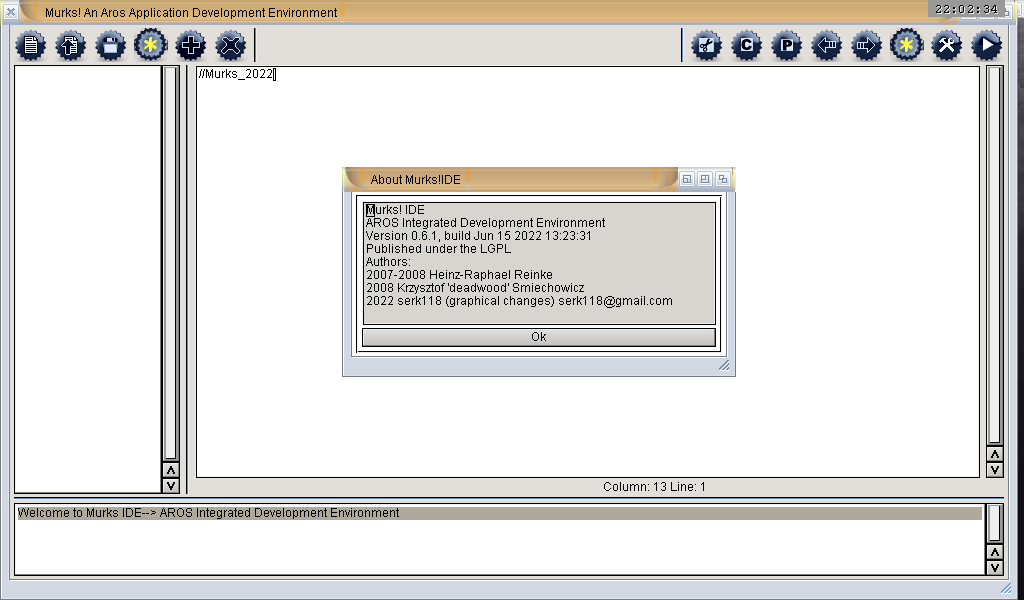 Murks! An Aros Application Development Environment
22:02:34
C
P
//Murks_2022
About Murks!IDE
Murks! IDE
AROS Integrated Development Environment
Version 0.6.1, build Jun 15 2022 13:23:31
Published under the LGPL
Authors:
2007-2008 Heinz-Raphael Reinke
2008 Krzysztof 'deadwood' Smiechowicz
2022 serk118 (graphical changes) serk118@gmail.com
Ok
Column: 13 Line: 1
Welcome to Murks IDE--> AROS Integrated Development Environment